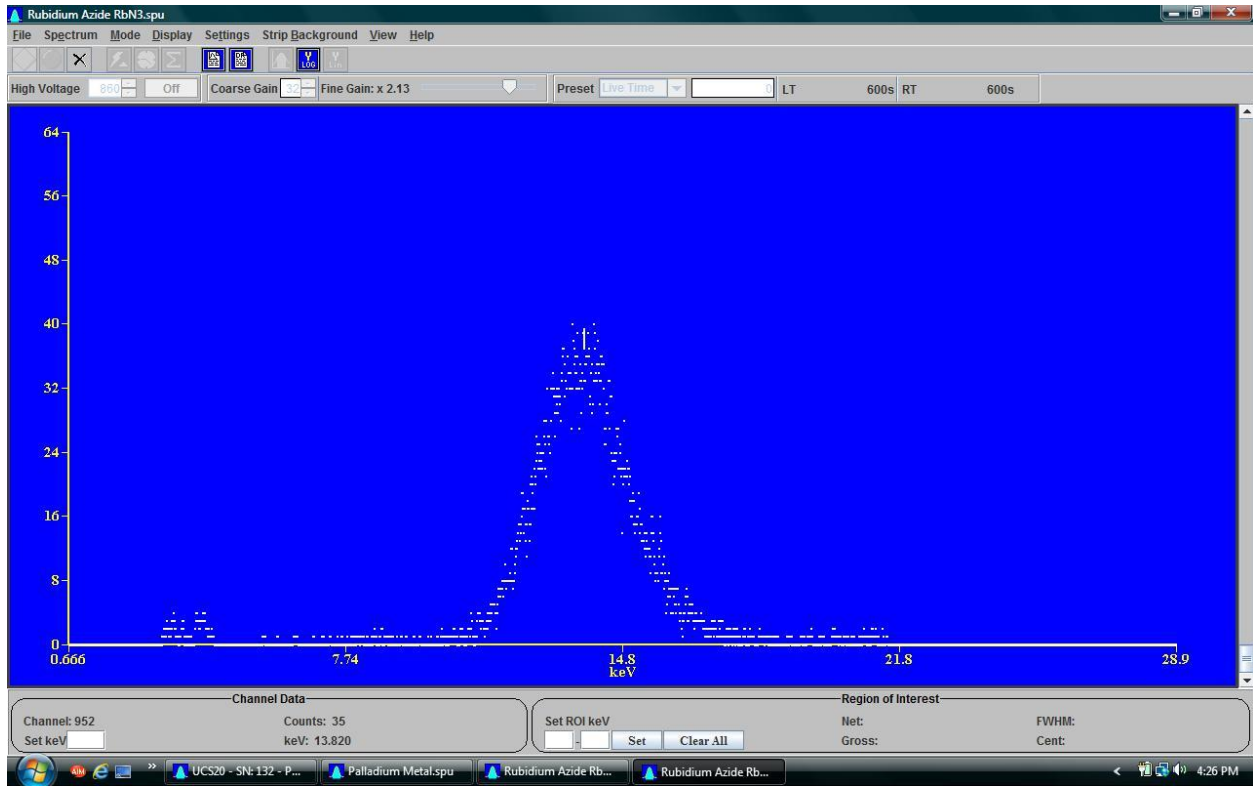 Rubidium Azide RbN3.spu
File Spectrum Mode Display Settings Strip Background View Help
High Voltage 860 Off Coarse Gain 32 Fine Gain: x 2.13 Preset Live Time 0 LT 600s RT 600s
64
56
48
40
32
24
16
8
0
0.666 7.74 14.8 21.8 28.9
keV
Channel Data Region of Interest
Channel: 952 Counts: 35 Set ROI keV Net: FWHM:
Set keV keV: 13.820 - Set Clear All Gross: Cent:
UCS20 - SN: 132 - P... Palladium Metal.spu Rubidium Azide Rb... Rubidium Azide Rb... 4:26 PM